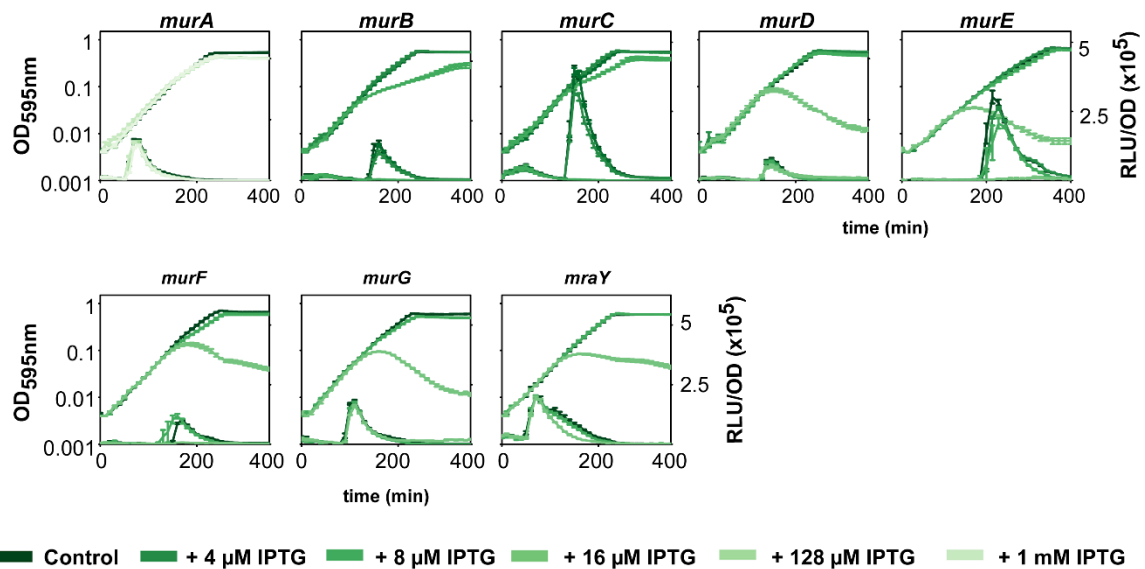 murA murB murC murD murE
1 5
0.1
2.5
0.01
0.001
OD595nm
RLU/OD (x10⁵)
0 200 400 0 200 400 0 200 400 0 200 400 0 200 400
time (min)
murF murG mraY
1
5
0.1
2.5
0.01
0.001
OD595nm
RLU/OD (x10⁵)
0 200 400 0 200 400 0 200 400
time (min)
Control + 4 µM IPTG + 8 µM IPTG + 16 µM IPTG + 128 µM IPTG + 1 mM IPTG